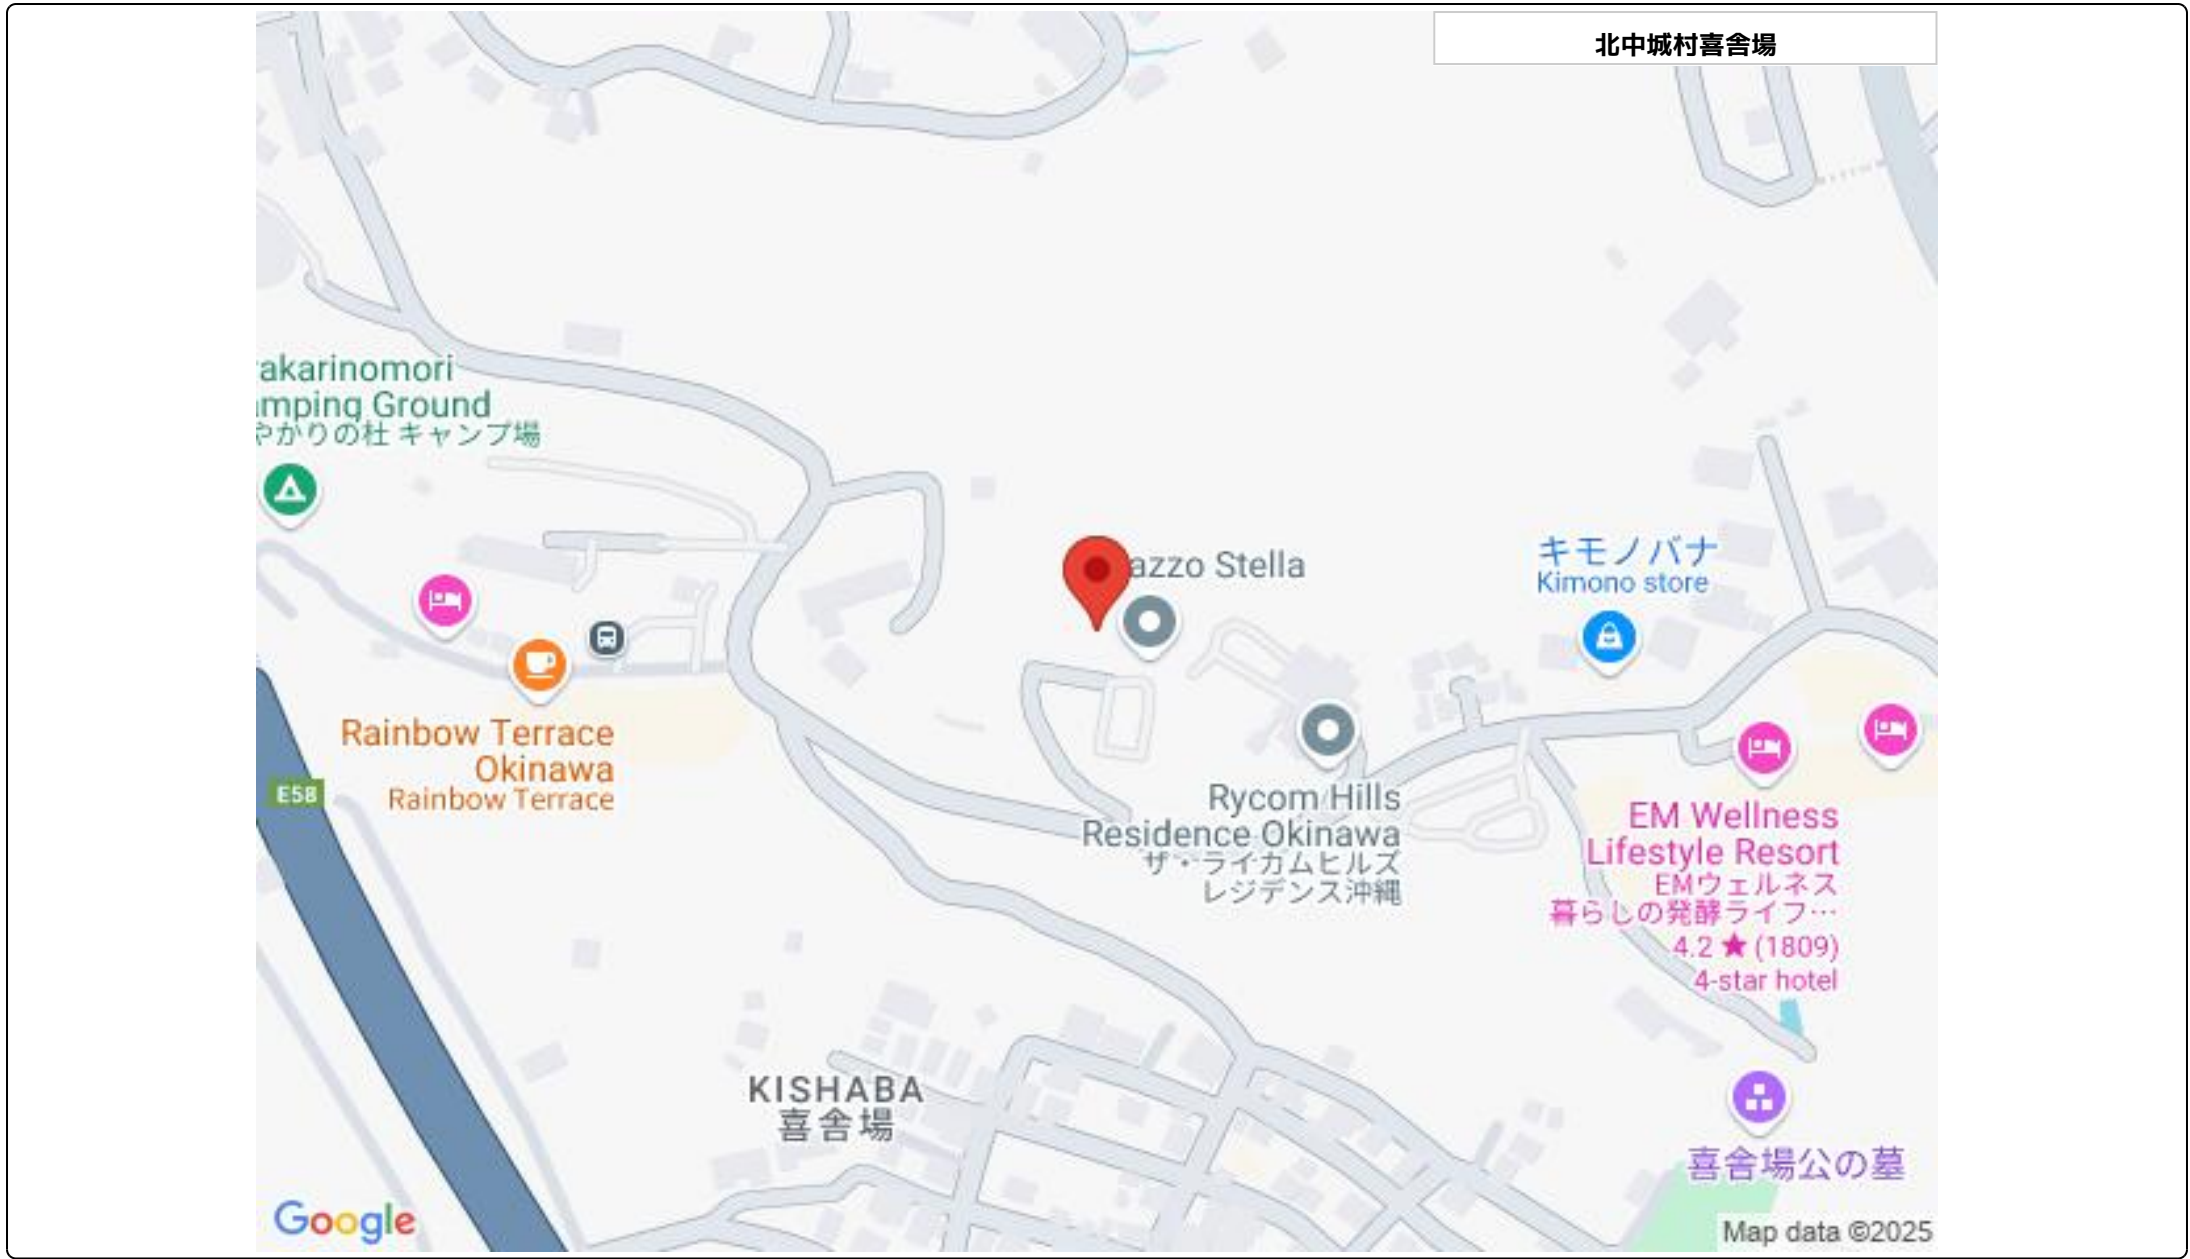 北中城村喜舎場
akarinomori
amping Ground
やかりの杜 キャンプ場
azzo Stella
キモノバナ
Kimono store
Rainbow Terrace
Okinawa
Rainbow Terrace
E58
Rycom Hills
Residence Okinawa
ザ・ライカムヒルズ
レジデンス沖縄
EM Wellness
Lifestyle Resort
EMウェルネス
暮らしの発酵ライフ…
4.2 ★ (1809)
4-star hotel
KISHABA
喜舎場
喜舎場公の墓
Google
Map data ©2025